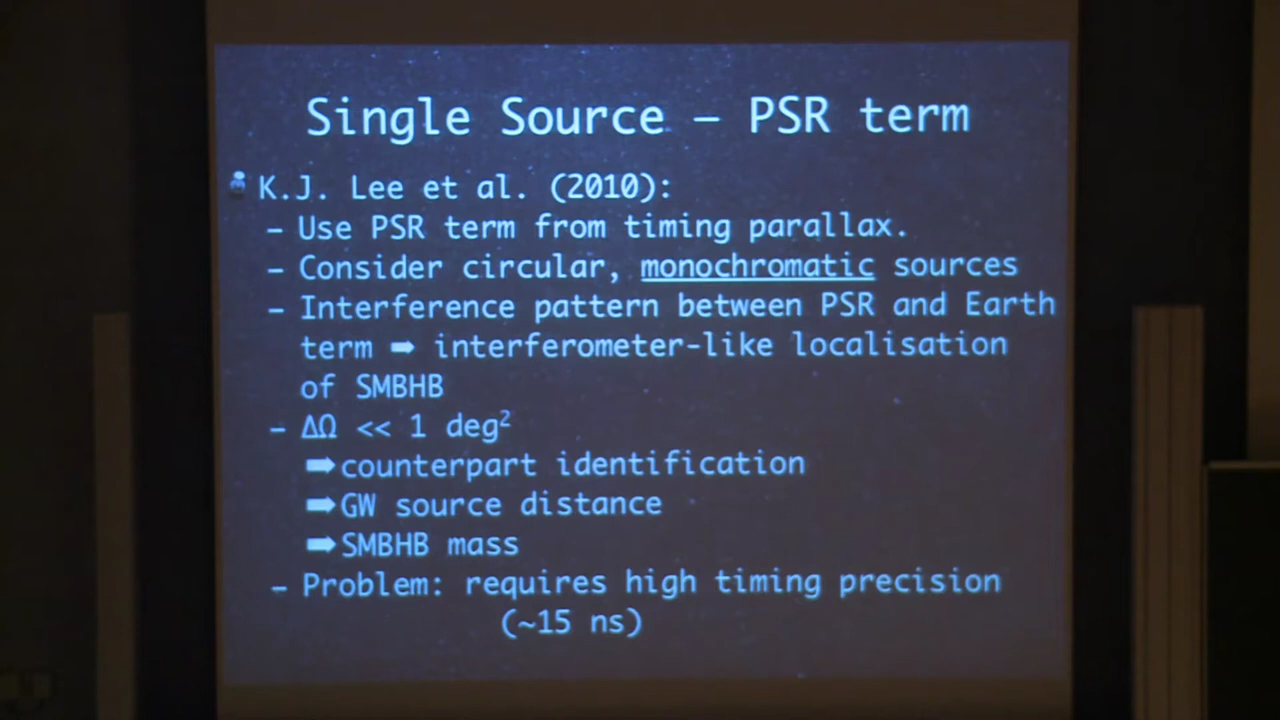 Single Source – PSR term
K.J. Lee et al. (2010):
– Use PSR term from timing parallax.
– Consider circular, monochromatic sources
– Interference pattern between PSR and Earth
term ➡ interferometer-like localisation
of SMBHB
– ΔΩ << 1 deg²
➡counterpart identification
➡GW source distance
➡SMBHB mass
– Problem: requires high timing precision
(~15 ns)